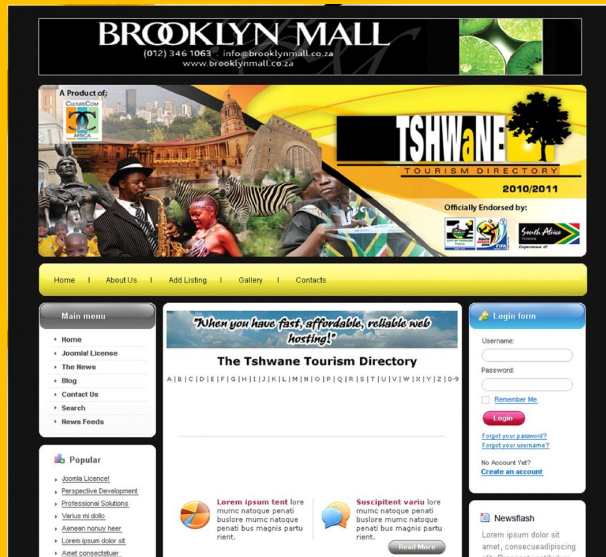 BROOKLYN MALL
(012) 346 1063 . info@brooklynmall.co.za
www.brooklynmall.co.za
A Product of:
CULTURECOM
AFRICA
TSHWaNE
TOURISM DIRECTORY
2010/2011
Officially Endorsed by:
South Africa
Home | About Us | Add Listing | Gallery | Contacts
Main menu
Home
Joomla! License
The News
Blog
Contact Us
Search
News Feeds
Popular
Joomla Licence!
Perspective Development
Professional Solutions
Varius mi dollo
Aenean nonuy heer
Lorem ipsum dolor sit
Amet consectetuer
"When you have fast, affordable, reliable web
hosting!"
The Tshwane Tourism Directory
A|B|C|D|E|F|G|H|I|J|K|L|M|N|O|P|Q|R|S|T|U|V|W|X|Y|Z|0-9
Lorem ipsum tent lore
mure natoque penati
buslore mumc natoque
penati bus magnis partu
rient.
Suscipitent variu lore
mumc natoque penati
buslore mumc natoque
penati bus magnis partu
rient.
Read More
Login form
Username:
Password:
Remember Me
Login
Forgot your password?
Forgot your username?
No Account Yet?
Create an account
Newsflash
Lorem ipsum dolor sit
amet, consecuadipiscing